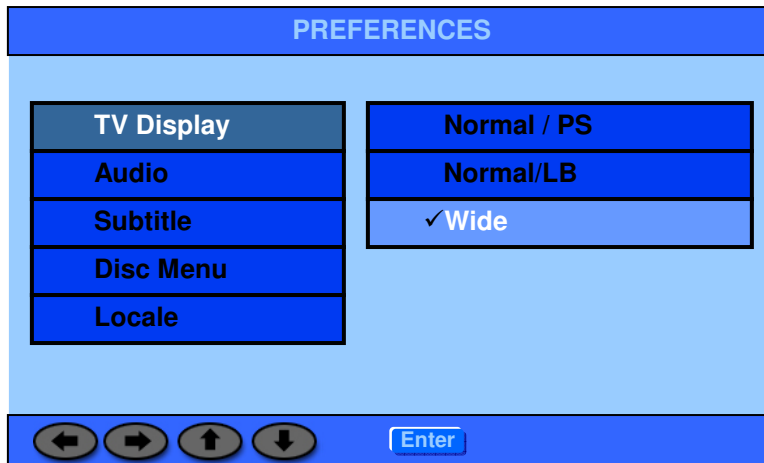 PREFERENCES
TV Display
Audio
Subtitle
Disc Menu
Locale
Normal / PS
Normal/LB
✓Wide
Enter